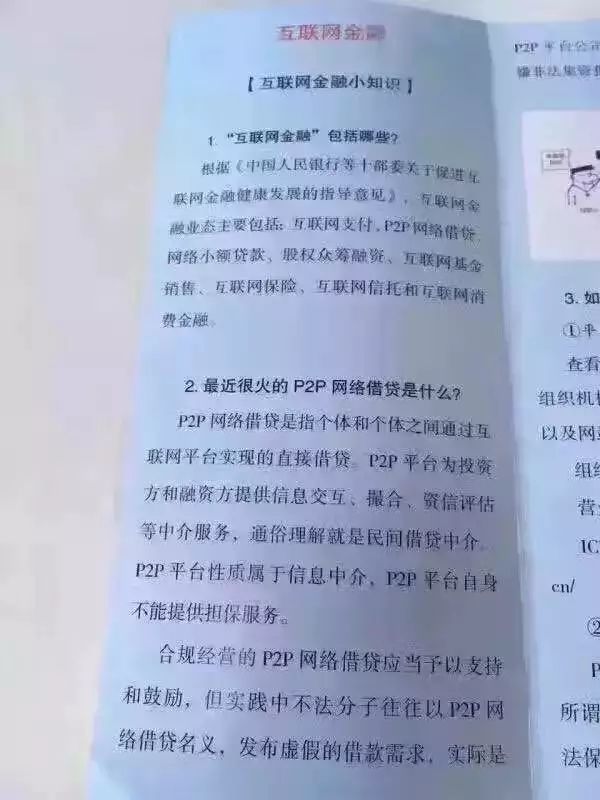 互联网金融
【互联网金融小知识】
1. “互联网金融”包括哪些?
根据《中国人民银行等十部委关于促进互
联网金融健康发展的指导意见》，互联网金
融业态主要包括：互联网支付、P2P网络借贷、
网络小额贷款、股权众筹融资、互联网基金
销售、互联网保险、互联网信托和互联网消
费金融。
2. 最近很火的 P2P 网络借贷是什么?
P2P 网络借贷是指个体和个体之间通过互
联网平台实现的直接借贷。P2P平台为投资
方和融资方提供信息交互、撮合、资信评估
等中介服务，通俗理解就是民间借贷中介。
P2P平台性质属于信息中介，P2P平台自身
不能提供担保服务。
合规经营的 P2P 网络借贷应当予以支持
和鼓励，但实践中不法分子往往以 P2P 网
络借贷名义，发布虚假的借款需求，实际是
P2P 平台公司
嫌非法集资
3. 如
①平
查看
组织机
以及网
组织
营业
IC
cn/
②
P
所谓
法保